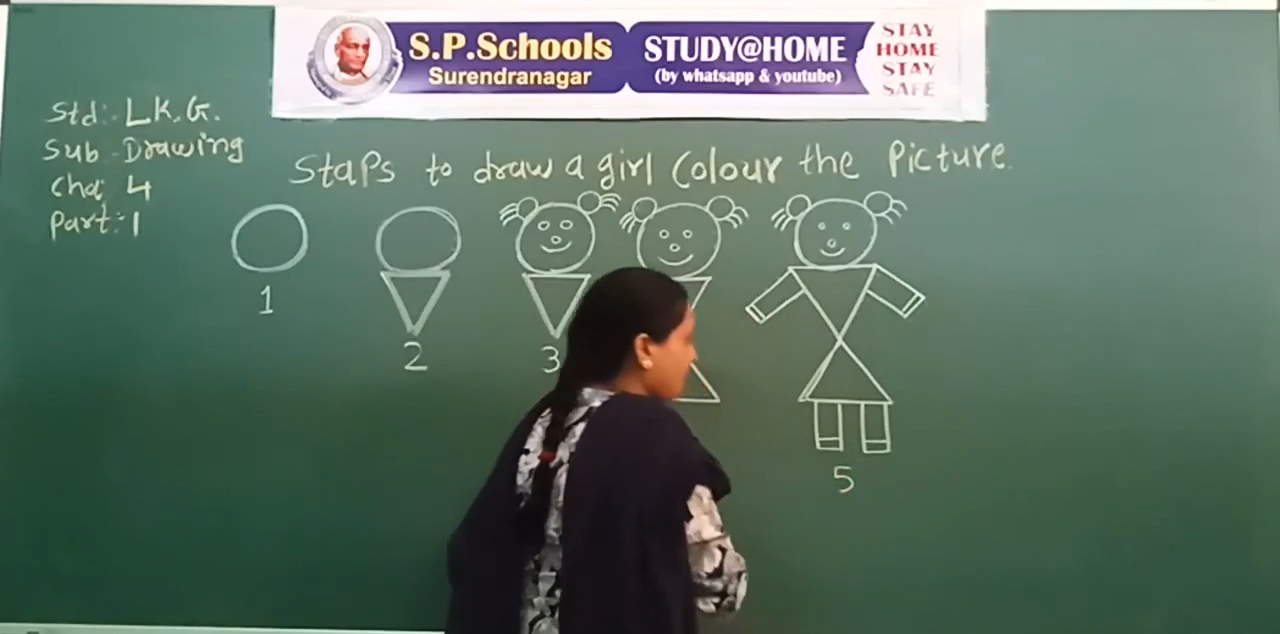 S.P.Schools
Surendranagar
STUDY@HOME
(by whatsapp & youtube)
STAY
HOME
STAY
SAFE
Std:- L.K.G.
Sub - Drawing
Cha; 4
Part:-1
Staps to draw a girl Colour the Picture.
1
2
3
5